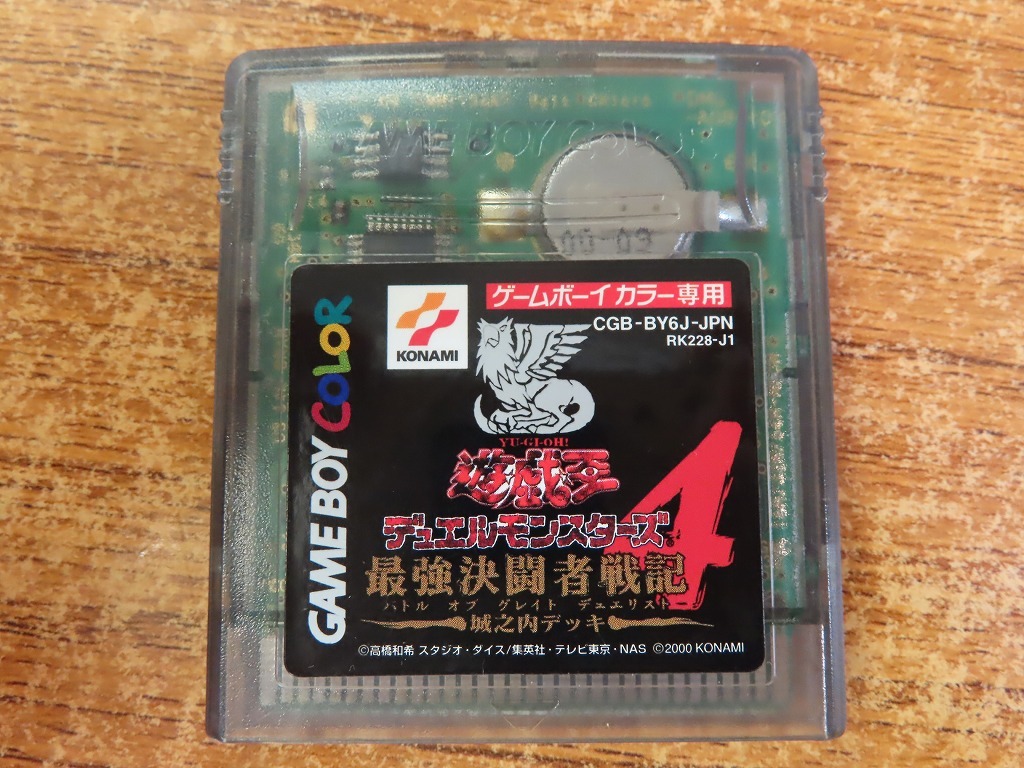 GAME BOY COLOR
00-09
GAME BOY COLOR
KONAMI
ゲームボーイカラー専用
CGB-BY6J-JPN
RK228-J1
YU-GI-OH!
遊戯王
デュエルモンスターズ
4
最強決闘者戦記
バトル オブ グレイト デュエリスト
城之内デッキ
©高橋和希 スタジオ・ダイス/集英社・テレビ東京・NAS ©2000 KONAMI